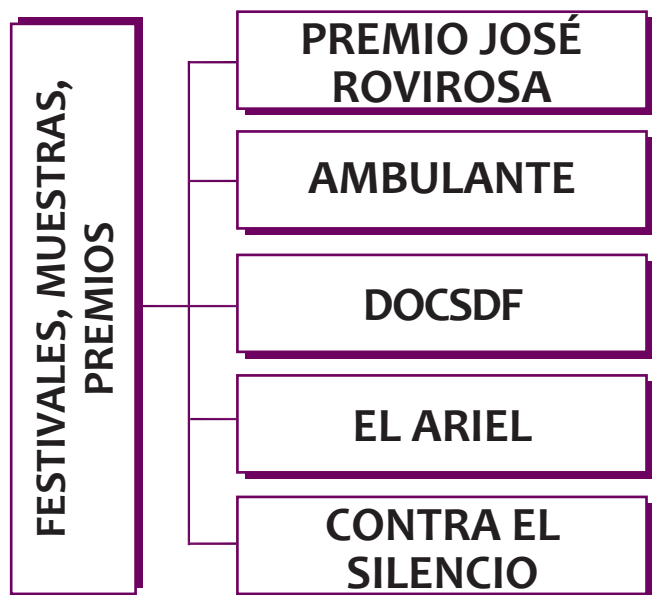 FESTIVALES, MUESTRAS,
PREMIOS
PREMIO JOSÉ
ROVIROSA
AMBULANTE
DOCSDF
EL ARIEL
CONTRA EL
SILENCIO